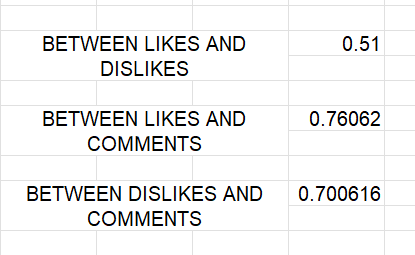 BETWEEN LIKES AND 0.51
DISLIKES
BETWEEN LIKES AND 0.76062
COMMENTS
BETWEEN DISLIKES AND 0.700616
COMMENTS